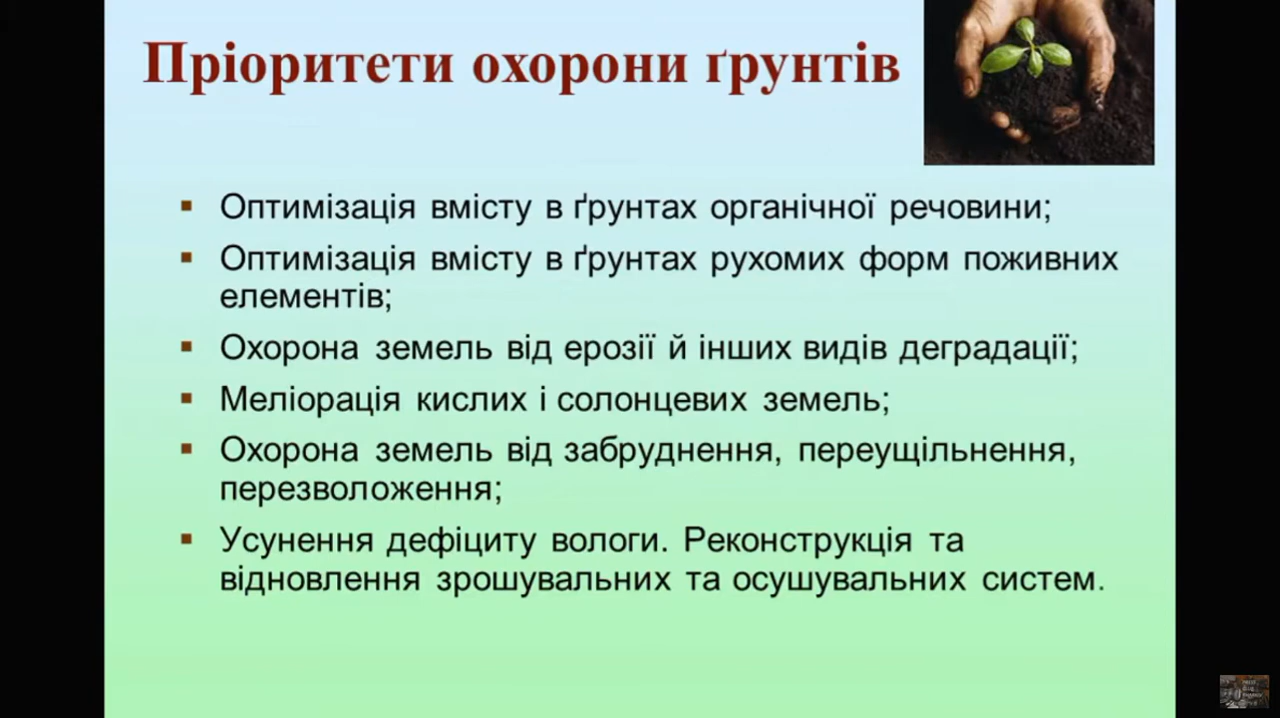 Пріоритети охорони ґрунтів
Оптимізація вмісту в ґрунтах органічної речовини;
Оптимізація вмісту в ґрунтах рухомих форм поживних
елементів;
Охорона земель від ерозії й інших видів деградації;
Меліорація кислих і солонцевих земель;
Охорона земель від забруднення, переущільнення,
перезволоження;
Усунення дефіциту вологи. Реконструкція та
відновлення зрошувальних та осушувальних систем.